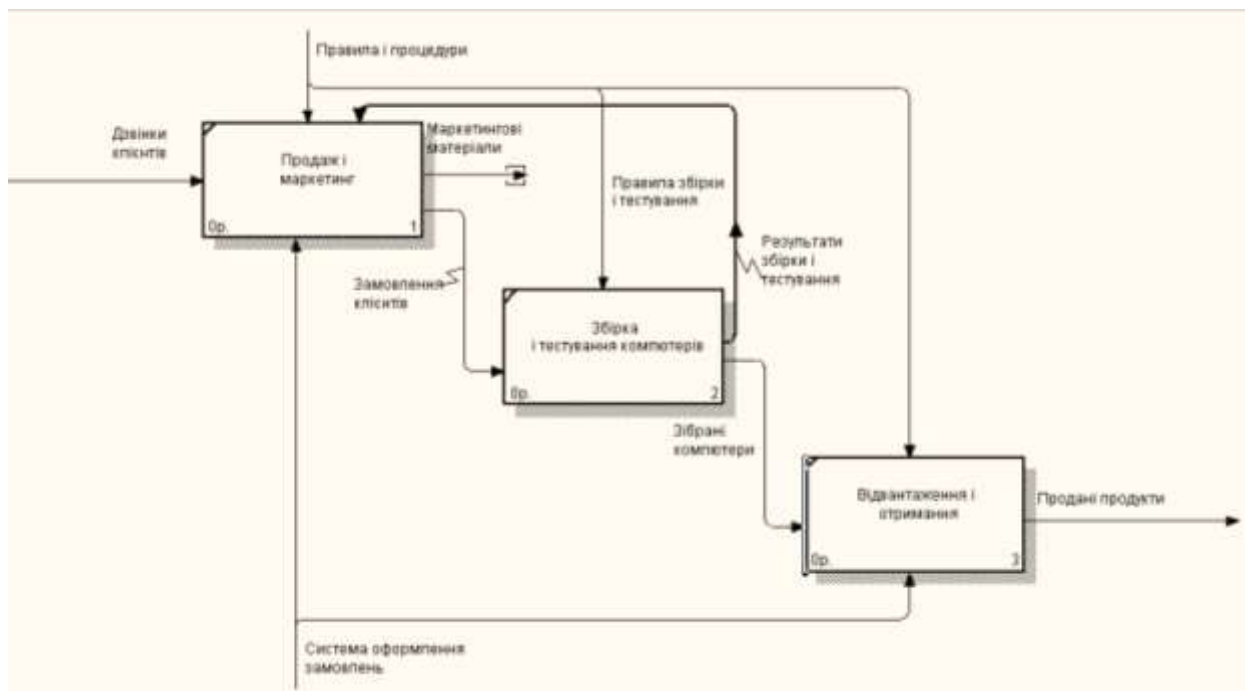 Правила і процедури
Дзвінки
клієнтів
Продаж і
маркетинг
0р.
1
Маркетингові
матеріали
Правила збірки
і тестування
Результати
збірки і
тестування
Замовлення
клієнтів
Збірка
і тестування компютерів
0р.
2
Зібрані
компютери
Відвантаження і
отримання
0р.
3
Продані продукти
Система оформлення
замовлень